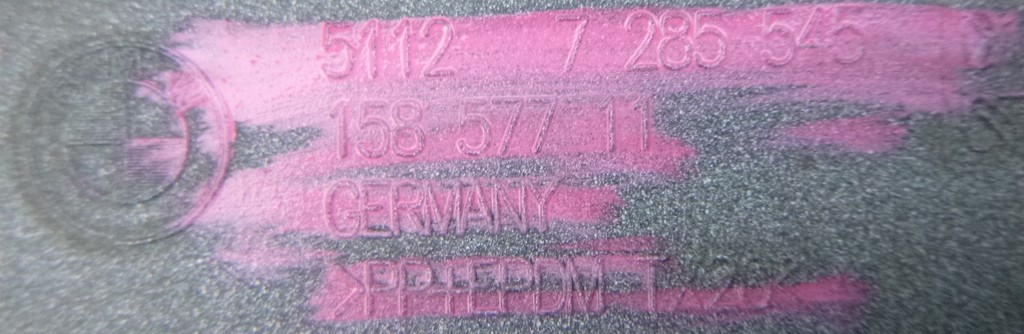 5112 7 285 545
158 577 11
GERMANY
>PP+EPDM